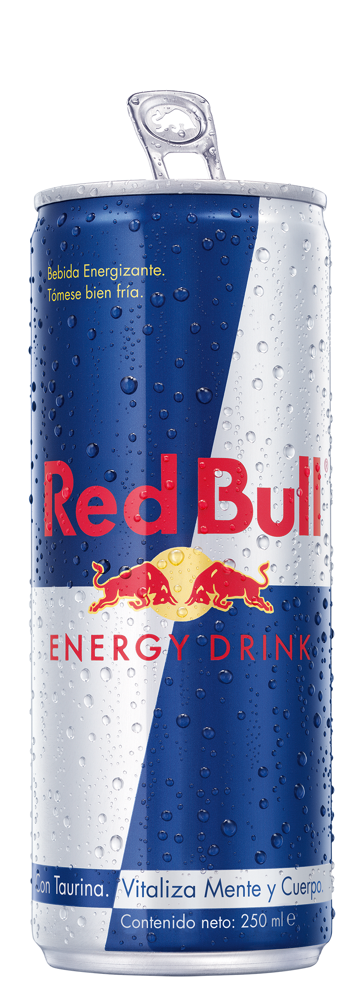 Bebida Energizante.
Tómese bien fría.
Red Bull®
ENERGY DRINK
Con Taurina. Vitaliza Mente y Cuerpo.
Contenido neto: 250 ml e